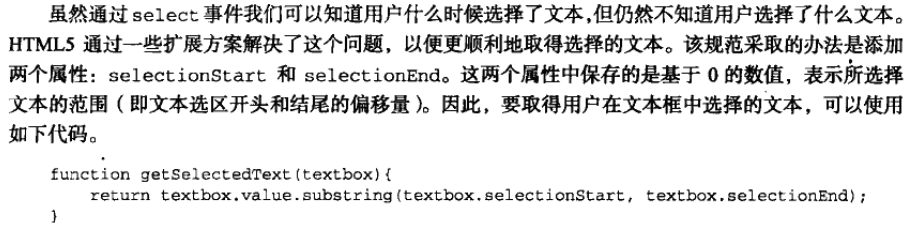 虽然通过 select 事件我们可以知道用户什么时候选择了文本，但仍然不知道用户选择了什么文本。
HTML5 通过一些扩展方案解决了这个问题，以便更顺利地取得选择的文本。该规范采取的办法是添加
两个属性：selectionStart 和 selectionEnd。这两个属性中保存的是基于 0 的数值，表示所选择
文本的范围（即文本选区开头和结尾的偏移量）。因此，要取得用户在文本框中选择的文本，可以使用
如下代码。
function getSelectedText(textbox){
    return textbox.value.substring(textbox.selectionStart, textbox.selectionEnd);
}